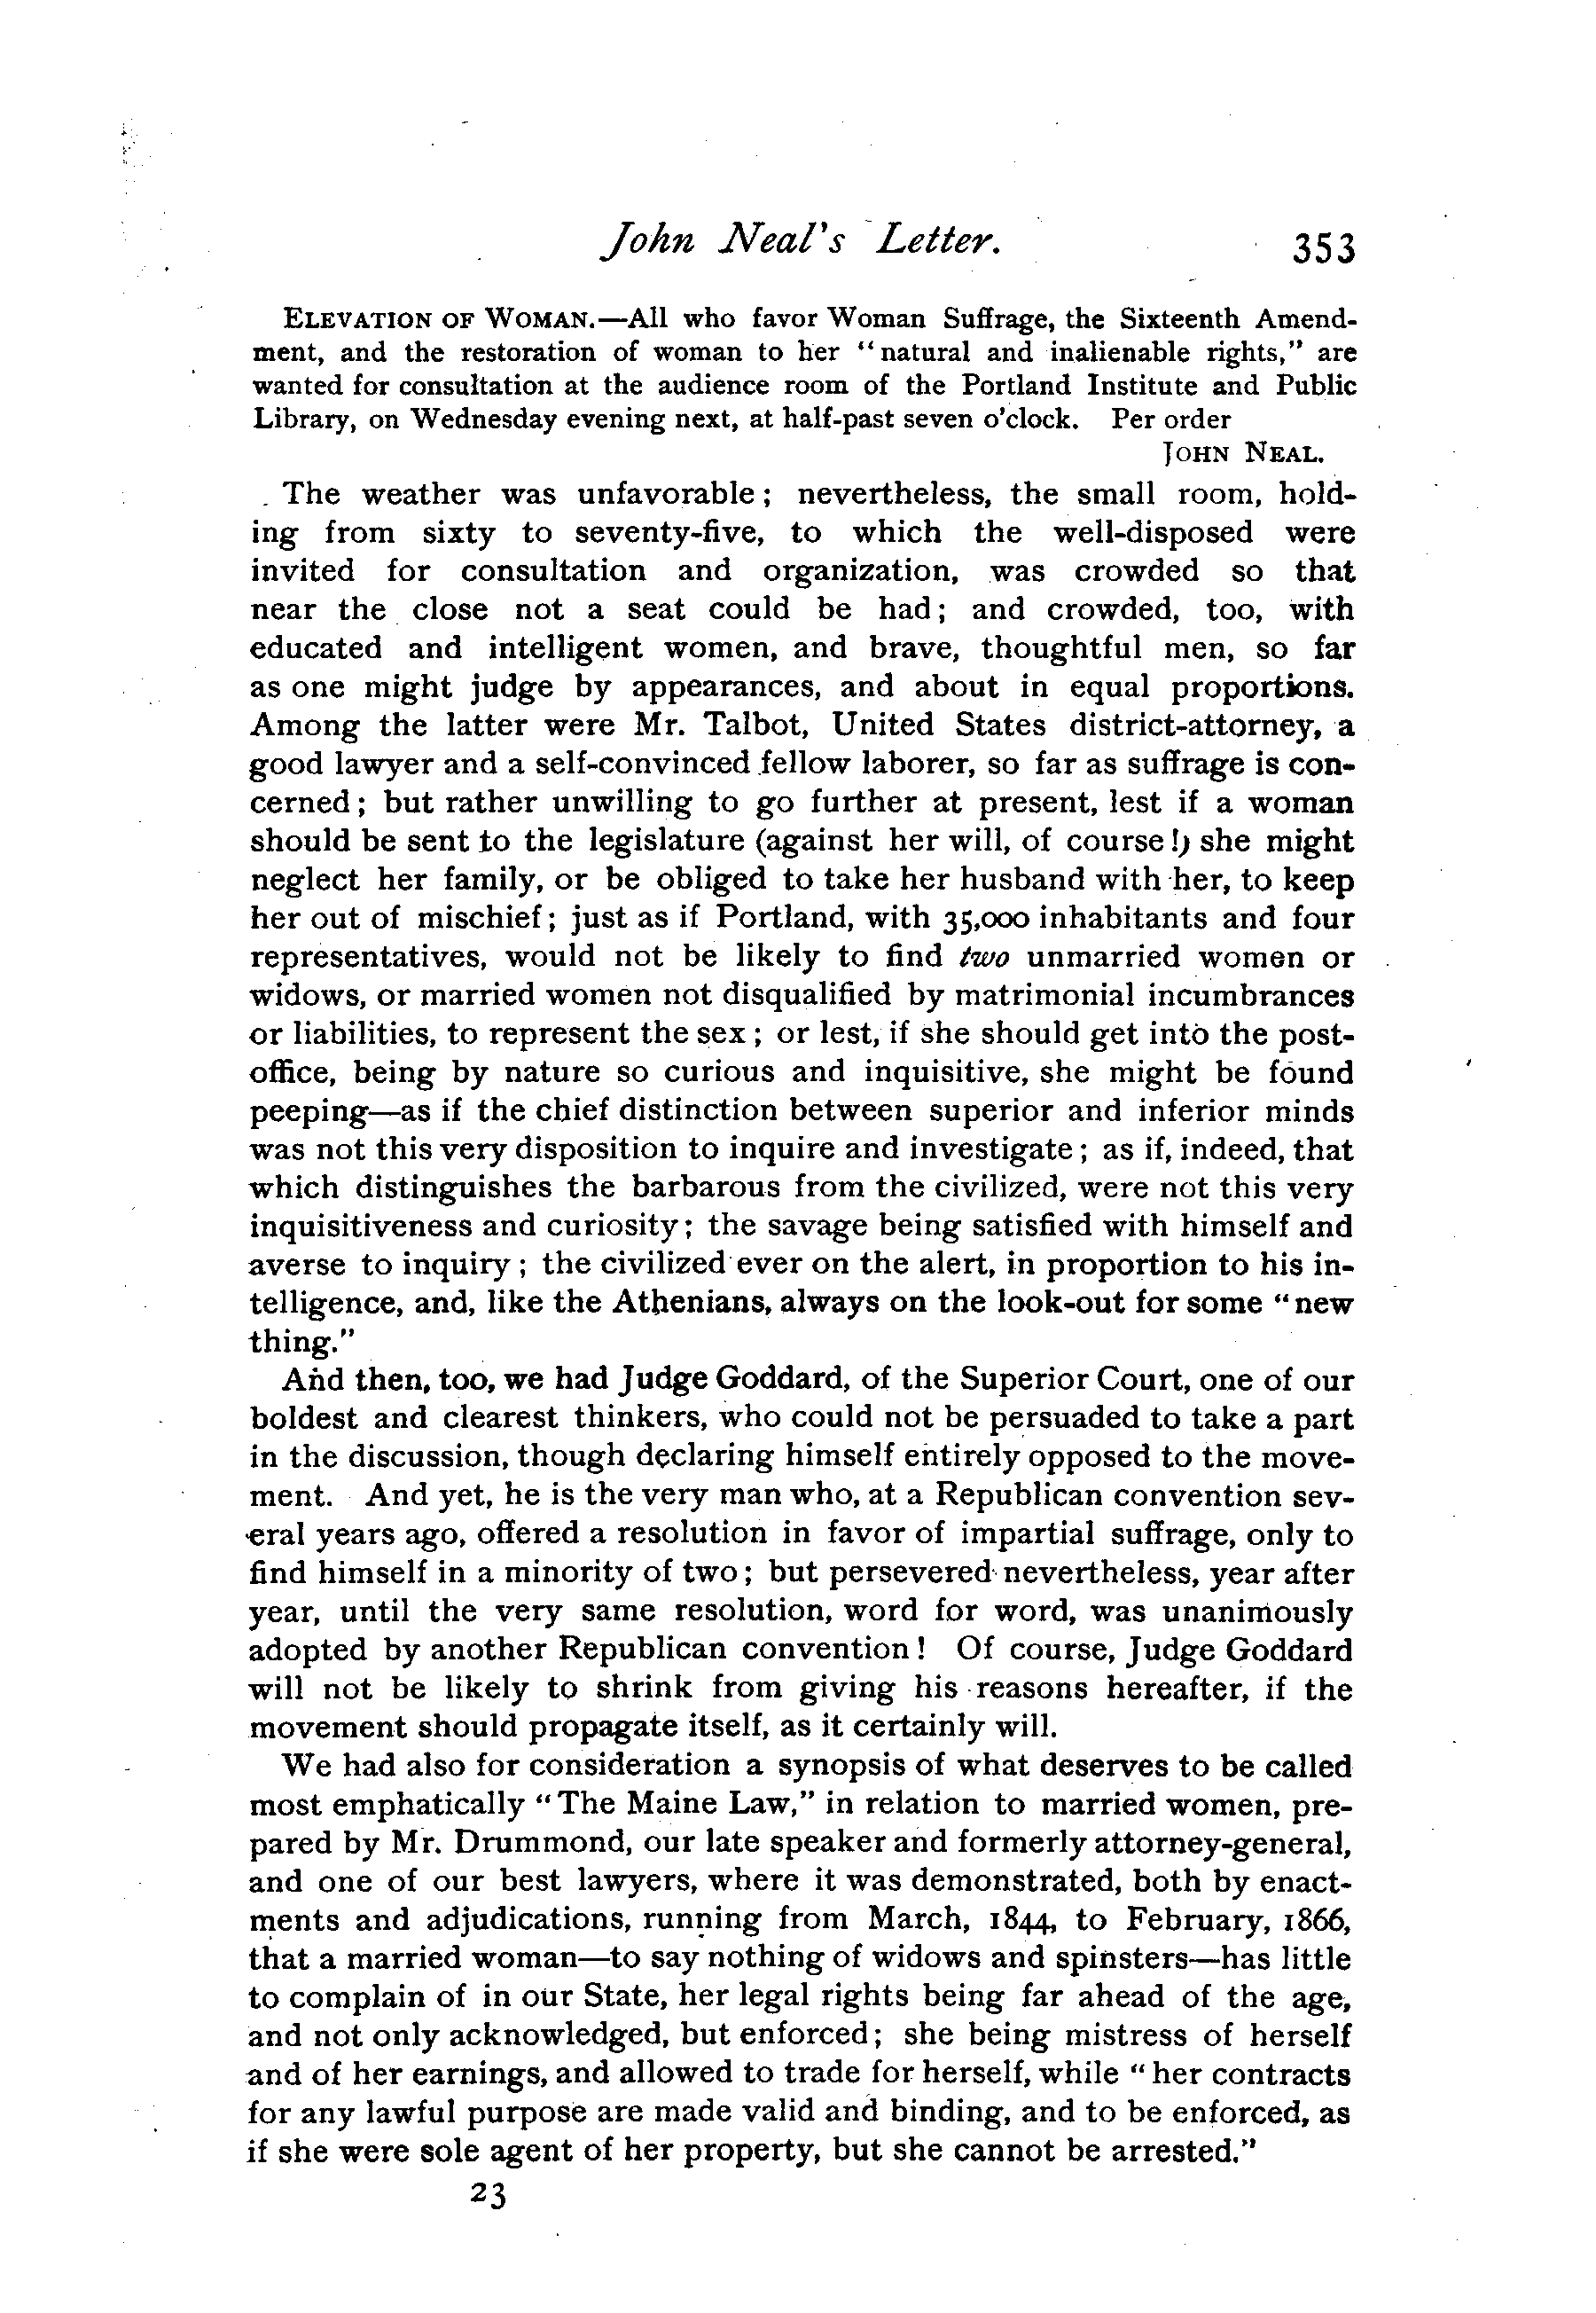 John Neal's Letter. 353
ELEVATION OF WOMAN.—All who favor Woman Suffrage, the Sixteenth Amend-
ment, and the restoration of woman to her "natural and inalienable rights," are
wanted for consultation at the audience room of the Portland Institute and Public
Library, on Wednesday evening next, at half-past seven o'clock. Per order
JOHN NEAL.
The weather was unfavorable; nevertheless, the small room, hold-
ing from sixty to seventy-five, to which the well-disposed were
invited for consultation and organization, was crowded so that
near the close not a seat could be had; and crowded, too, with
educated and intelligent women, and brave, thoughtful men, so far
as one might judge by appearances, and about in equal proportions.
Among the latter were Mr. Talbot, United States district-attorney, a
good lawyer and a self-convinced fellow laborer, so far as suffrage is con-
cerned; but rather unwilling to go further at present, lest if a woman
should be sent to the legislature (against her will, of course!) she might
neglect her family, or be obliged to take her husband with her, to keep
her out of mischief; just as if Portland, with 35,000 inhabitants and four
representatives, would not be likely to find two unmarried women or
widows, or married women not disqualified by matrimonial incumbrances
or liabilities, to represent the sex; or lest, if she should get into the post-
office, being by nature so curious and inquisitive, she might be found
peeping—as if the chief distinction between superior and inferior minds
was not this very disposition to inquire and investigate; as if, indeed, that
which distinguishes the barbarous from the civilized, were not this very
inquisitiveness and curiosity; the savage being satisfied with himself and
averse to inquiry; the civilized ever on the alert, in proportion to his in-
telligence, and, like the Athenians, always on the look-out for some "new
thing."
And then, too, we had Judge Goddard, of the Superior Court, one of our
boldest and clearest thinkers, who could not be persuaded to take a part
in the discussion, though declaring himself entirely opposed to the move-
ment. And yet, he is the very man who, at a Republican convention sev-
eral years ago, offered a resolution in favor of impartial suffrage, only to
find himself in a minority of two; but persevered nevertheless, year after
year, until the very same resolution, word for word, was unanimously
adopted by another Republican convention! Of course, Judge Goddard
will not be likely to shrink from giving his reasons hereafter, if the
movement should propagate itself, as it certainly will.
We had also for consideration a synopsis of what deserves to be called
most emphatically "The Maine Law," in relation to married women, pre-
pared by Mr. Drummond, our late speaker and formerly attorney-general,
and one of our best lawyers, where it was demonstrated, both by enact-
ments and adjudications, running from March, 1844, to February, 1866,
that a married woman—to say nothing of widows and spinsters—has little
to complain of in our State, her legal rights being far ahead of the age,
and not only acknowledged, but enforced; she being mistress of herself
and of her earnings, and allowed to trade for herself, while "her contracts
for any lawful purpose are made valid and binding, and to be enforced, as
if she were sole agent of her property, but she cannot be arrested."
23